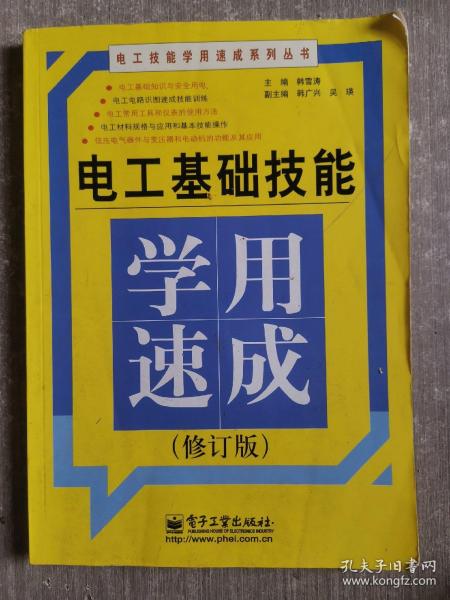 电工技能学用速成系列丛书
电工基础知识与安全用电
电工电路识图速成技能训练
电工常用工具和仪表的使用方法
电工材料规格与应用和基本技能操作
低压电气器件与变压器和电动机的功能及其应用
主 编 韩雪涛
副主编 韩广兴 吴 瑛
电工基础技能
学用
速成
(修订版)
電子工業出版社
PUBLISHING HOUSE OF ELECTRONICS INDUSTRY
http://www.phei.com.cn
孔夫子旧书网
www.kongfz.com